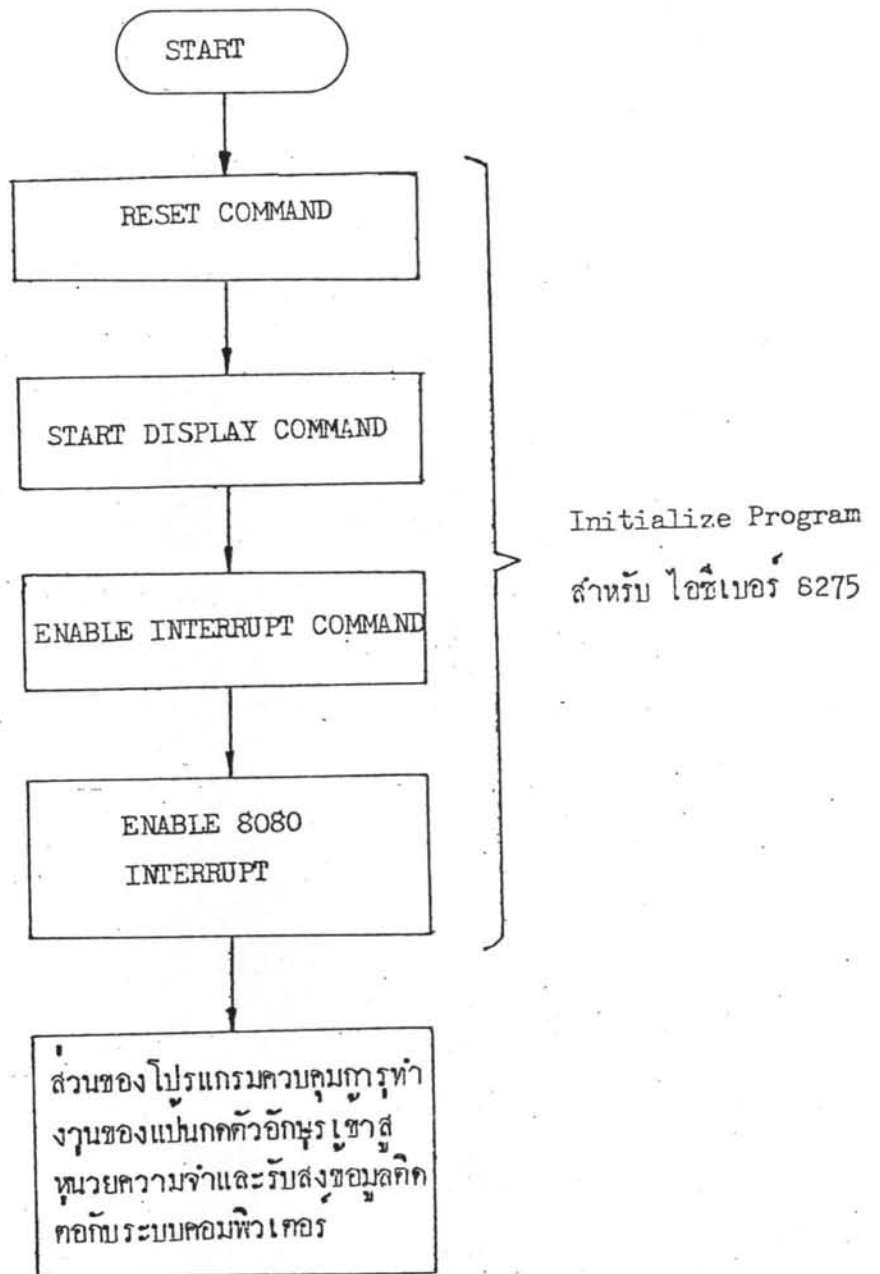 START
RESET COMMAND
START DISPLAY COMMAND
ENABLE INTERRUPT COMMAND
Initialize Program
สำหรับ ไอซีเบอร์ 8275
ENABLE 8080
INTERRUPT
ส่วนของโปรแกรมควบคุมการทำ
งานของแป้นกดตัวอักษรเข้าสู่
หน่วยความจำและรับส่งข้อมูลติด
ต่อกับระบบคอมพิวเตอร์